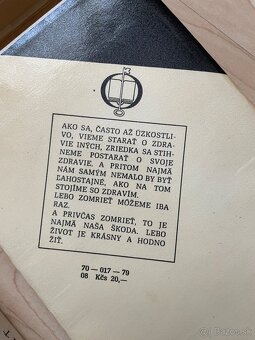 AKO SA, ČASTO AŽ ÚZKOSTLI-
VO, VIEME STARAŤ O ZDRA-
VIE INÝCH, ZRIEDKA SA STIH-
NEME POSTARAŤ O SVOJE
ZDRAVIE. A PRITOM NAJMÄ
NÁM SAMÝM NEMALO BY BYŤ
ĽAHOSTAJNÉ, AKO NA TOM
STOJÍME SO ZDRAVÍM.
LEBO ZOMRIEŤ MÔŽEME IBA
RAZ.
A PRIVČAS ZOMRIEŤ, TO JE
NAJMÄ NAŠA ŠKODA. LEBO
ŽIVOT JE KRÁSNY A HODNO
ŽIŤ.
70 — 017 — 79
08 Kčs 20,—